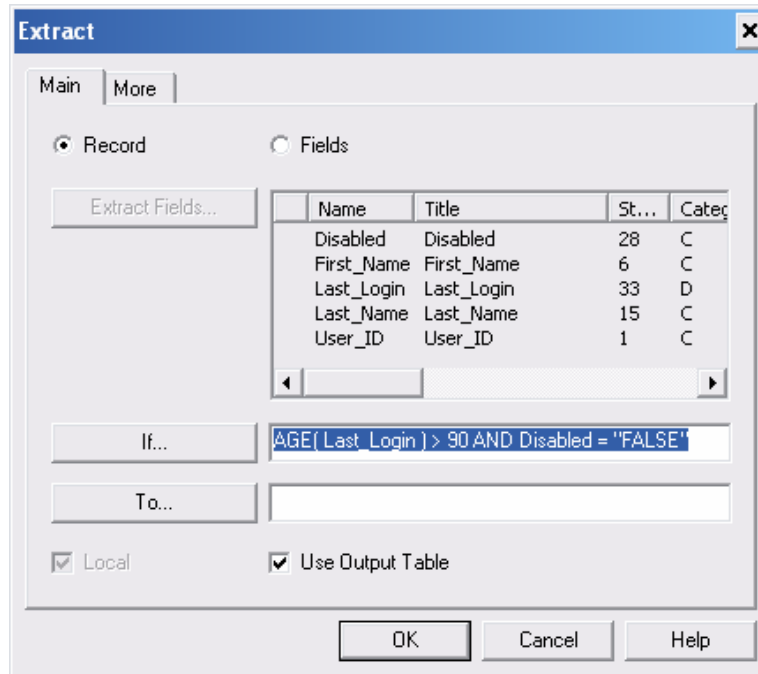 Extract
Main More
Record Fields
Extract Fields...
Name Title St... Categ
Disabled Disabled 28 C
First_Name First_Name 6 C
Last_Login Last_Login 33 D
Last_Name Last_Name 15 C
User_ID User_ID 1 C
If... AGE( Last_Login ) > 90 AND Disabled = "FALSE"
To...
Local Use Output Table
OK Cancel Help